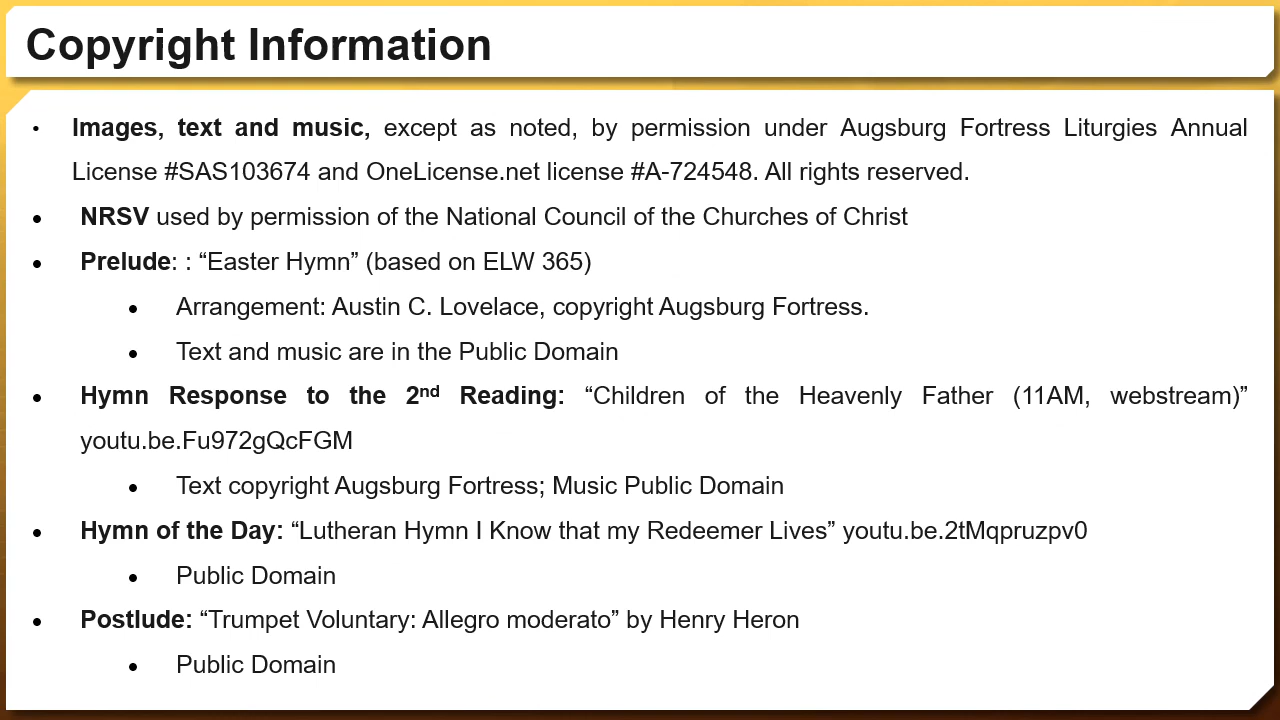 Copyright Information
• Images, text and music, except as noted, by permission under Augsburg Fortress Liturgies Annual
License #SAS103674 and OneLicense.net license #A-724548. All rights reserved.
• NRSV used by permission of the National Council of the Churches of Christ
• Prelude: : “Easter Hymn” (based on ELW 365)
• Arrangement: Austin C. Lovelace, copyright Augsburg Fortress.
• Text and music are in the Public Domain
• Hymn Response to the 2nd Reading: “Children of the Heavenly Father (11AM, webstream)”
youtu.be.Fu972gQcFGM
• Text copyright Augsburg Fortress; Music Public Domain
• Hymn of the Day: “Lutheran Hymn I Know that my Redeemer Lives” youtu.be.2tMqpruzpv0
• Public Domain
• Postlude: “Trumpet Voluntary: Allegro moderato” by Henry Heron
• Public Domain